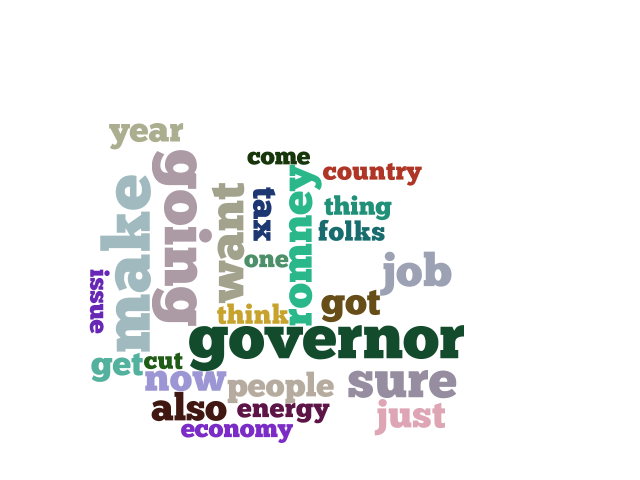 year
come
country
going
make
want
tax
romney
thing
folks
one
job
issue
got
think
governor
get
cut
now
people
sure
also
energy
just
economy